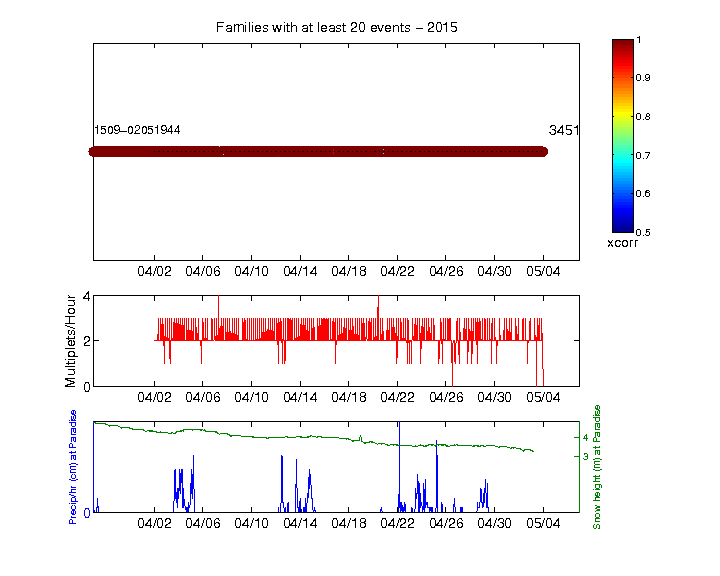 Families with at least 20 events − 2015
1509−02051944
3451
1
0.9
0.8
0.7
0.6
0.5
xcorr
04/02 04/06 04/10 04/14 04/18 04/22 04/26 04/30 05/04
Multiplets/Hour
4
2
0
04/02 04/06 04/10 04/14 04/18 04/22 04/26 04/30 05/04
Precip/hr (cm) at Paradise
0
4
3
Snow height (m) at Paradise
04/02 04/06 04/10 04/14 04/18 04/22 04/26 04/30 05/04